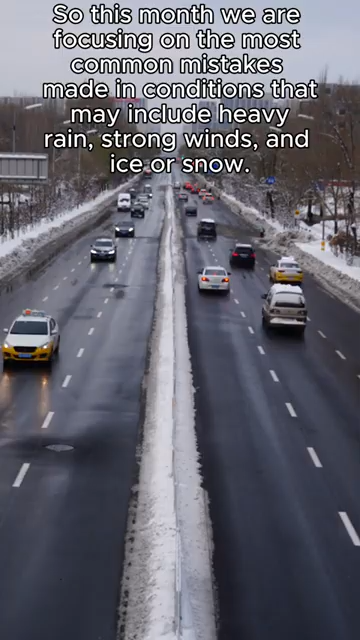 So this month we are
focusing on the most
common mistakes
made in conditions that
may include heavy
rain, strong winds, and
ice or snow.